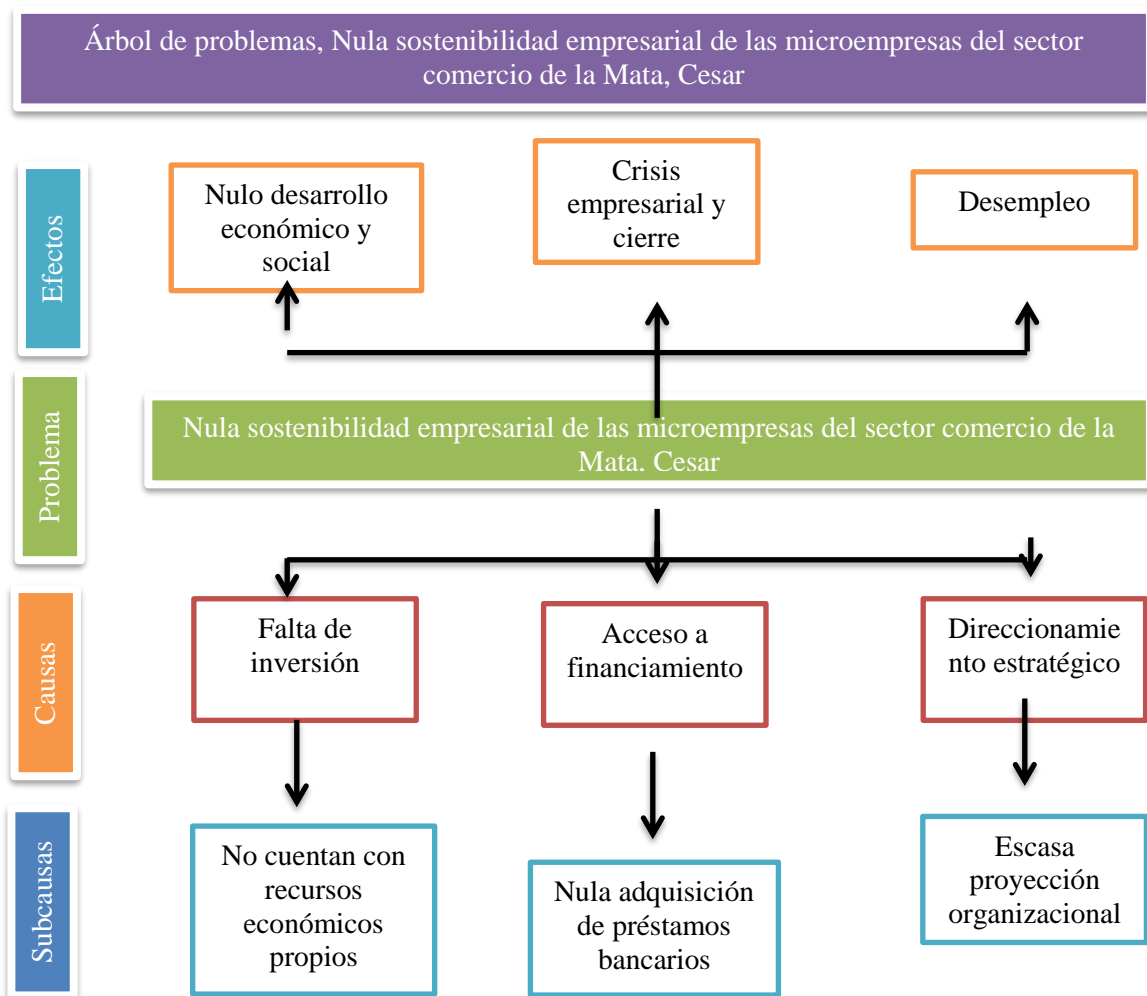 Árbol de problemas, Nula sostenibilidad empresarial de las microempresas del sector
comercio de la Mata, Cesar
Efectos
Nulo desarrollo
económico y
social
Crisis
empresarial y
cierre
Desempleo
Problema
Nula sostenibilidad empresarial de las microempresas del sector comercio de la
Mata. Cesar
Causas
Falta de
inversión
Acceso a
financiamiento
Direccionamie
nto estratégico
Subcausas
No cuentan con
recursos
económicos
propios
Nula adquisición
de préstamos
bancarios
Escasa
proyección
organizacional